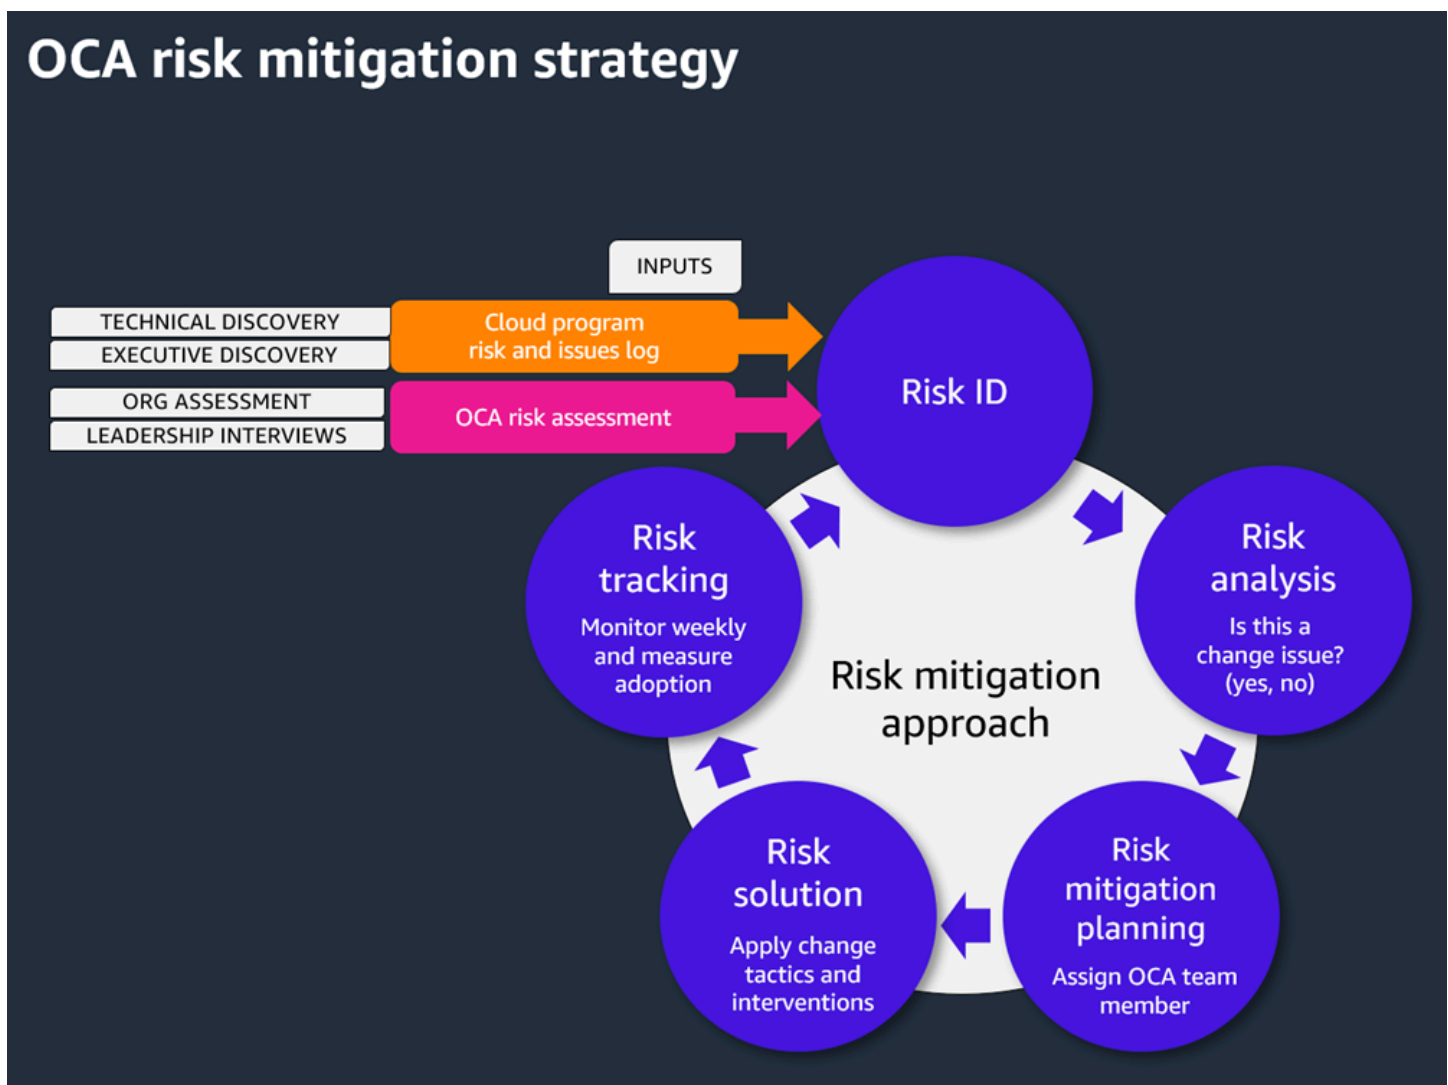 OCA risk mitigation strategy
INPUTS
TECHNICAL DISCOVERY
EXECUTIVE DISCOVERY
Cloud program
risk and issues log
ORG ASSESSMENT
LEADERSHIP INTERVIEWS
OCA risk assessment
Risk ID
Risk
analysis
Is this a
change issue?
(yes, no)
Risk
mitigation
planning
Assign OCA team
member
Risk
solution
Apply change
tactics and
interventions
Risk
tracking
Monitor weekly
and measure
adoption
Risk mitigation
approach